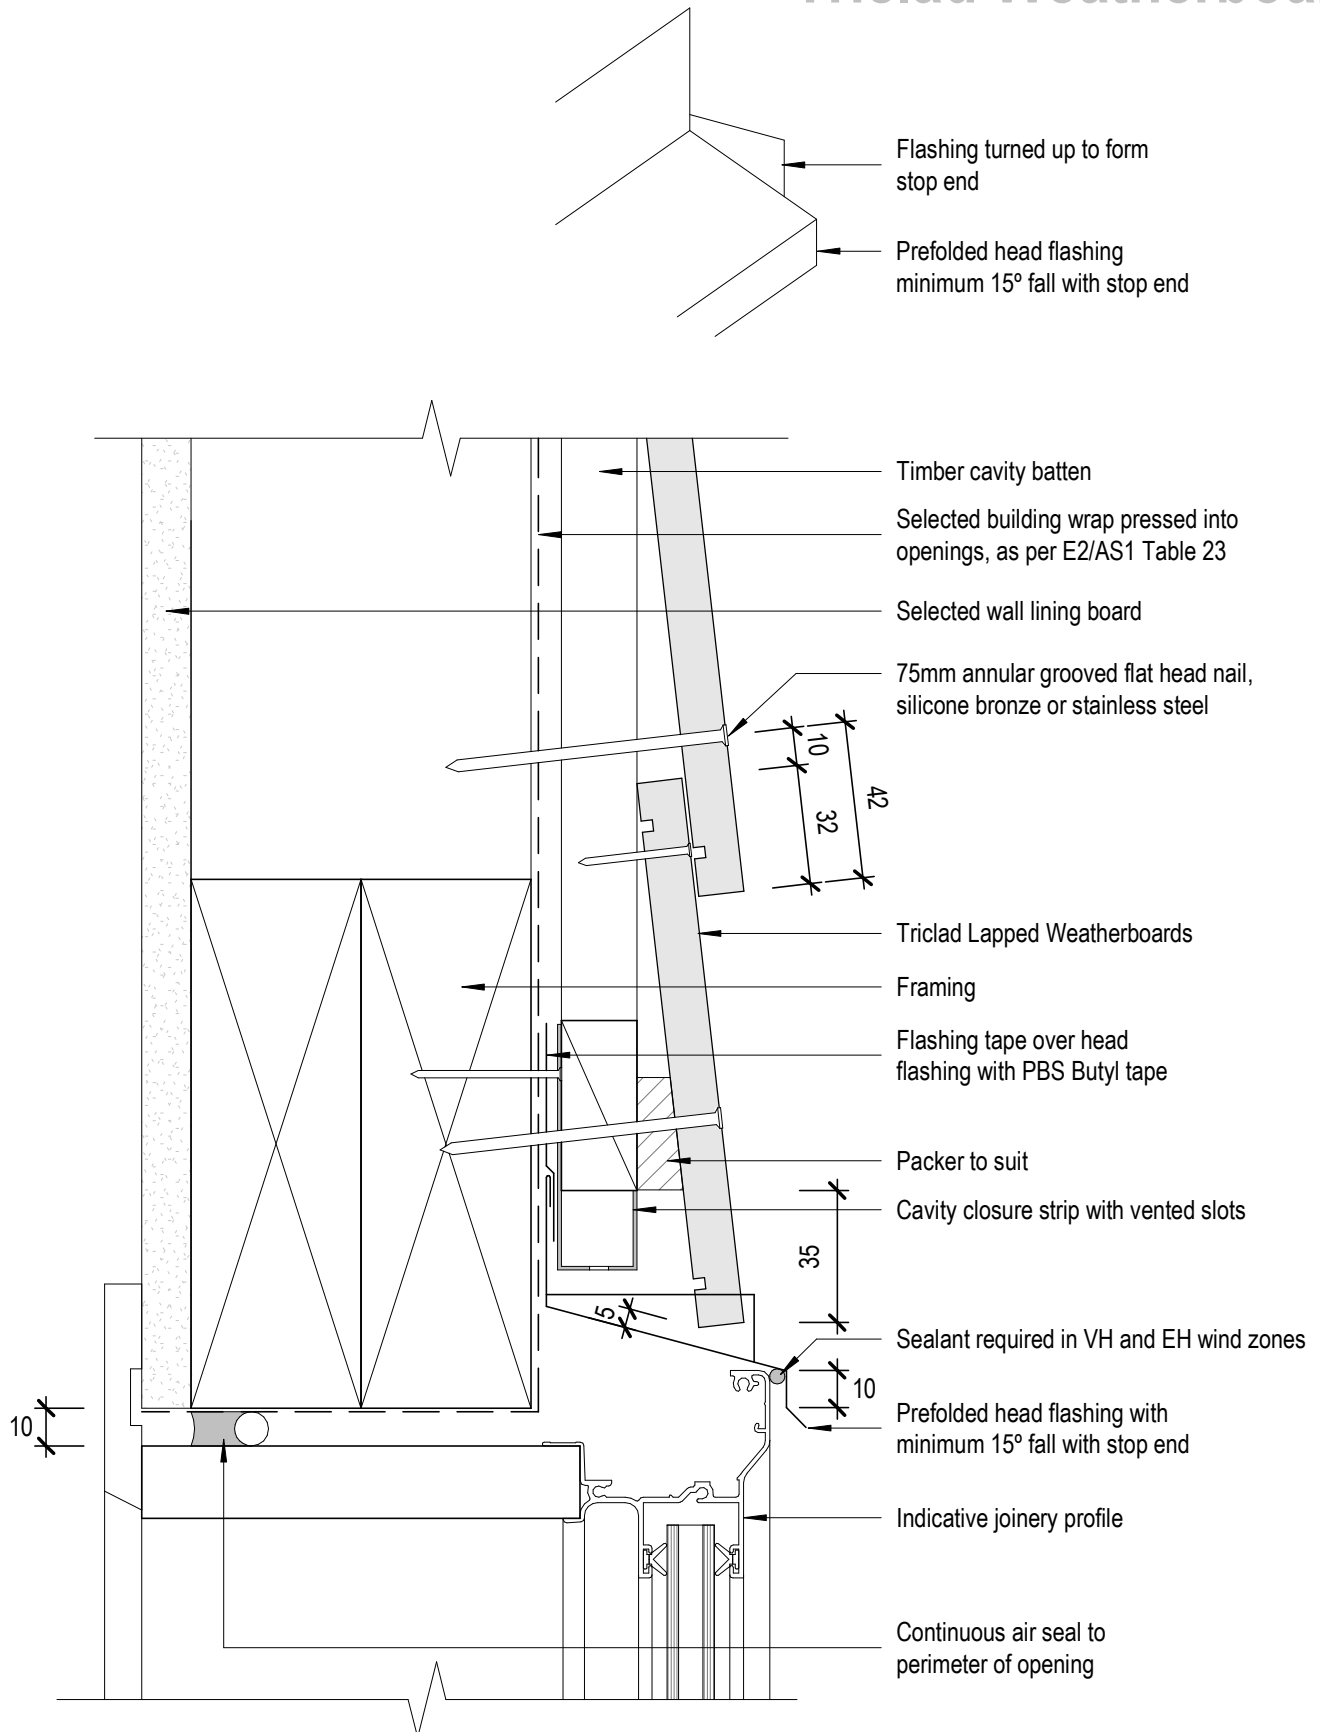 Flashing turned up to form
stop end
Prefolded head flashing
minimum 15º fall with stop end
Timber cavity batten
Selected building wrap pressed into
openings, as per E2/AS1 Table 23
Selected wall lining board
75mm annular grooved flat head nail,
silicone bronze or stainless steel
10
42
32
Triclad Lapped Weatherboards
Framing
Flashing tape over head
flashing with PBS Butyl tape
Packer to suit
Cavity closure strip with vented slots
35
5
Sealant required in VH and EH wind zones
10
10
Prefolded head flashing with
minimum 15º fall with stop end
Indicative joinery profile
Continuous air seal to
perimeter of opening